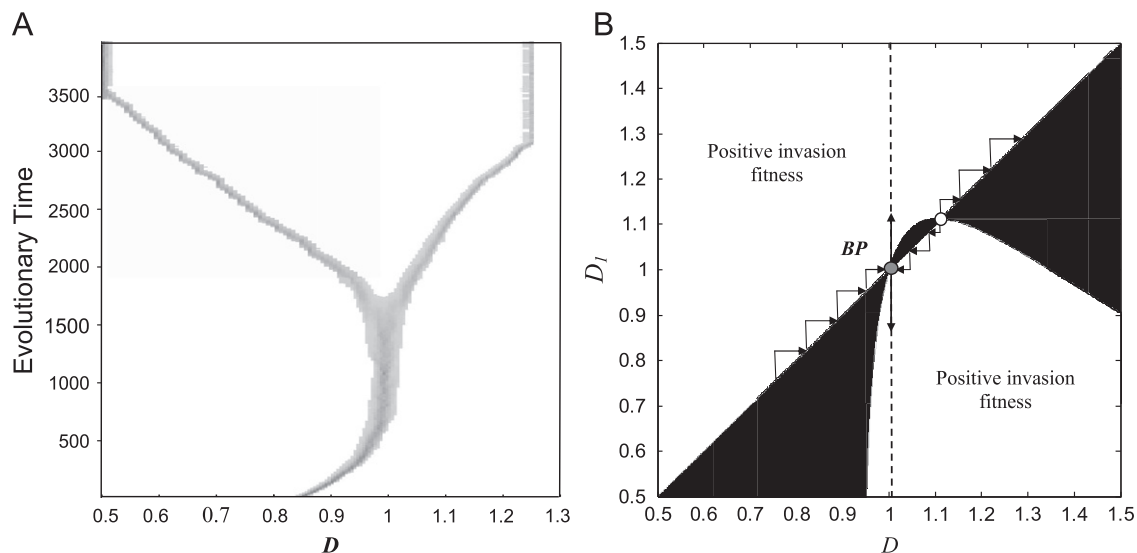 A
Evolutionary Time
3500
3000
2500
2000
1500
1000
500
0.5 0.6 0.7 0.8 0.9 1 1.1 1.2 1.3
D
B
D1
1.5
1.4
1.3
1.2
1.1
1
0.9
0.8
0.7
0.6
0.5
Positive invasion
fitness
BP
Positive invasion
fitness
0.5 0.6 0.7 0.8 0.9 1 1.1 1.2 1.3 1.4 1.5
D